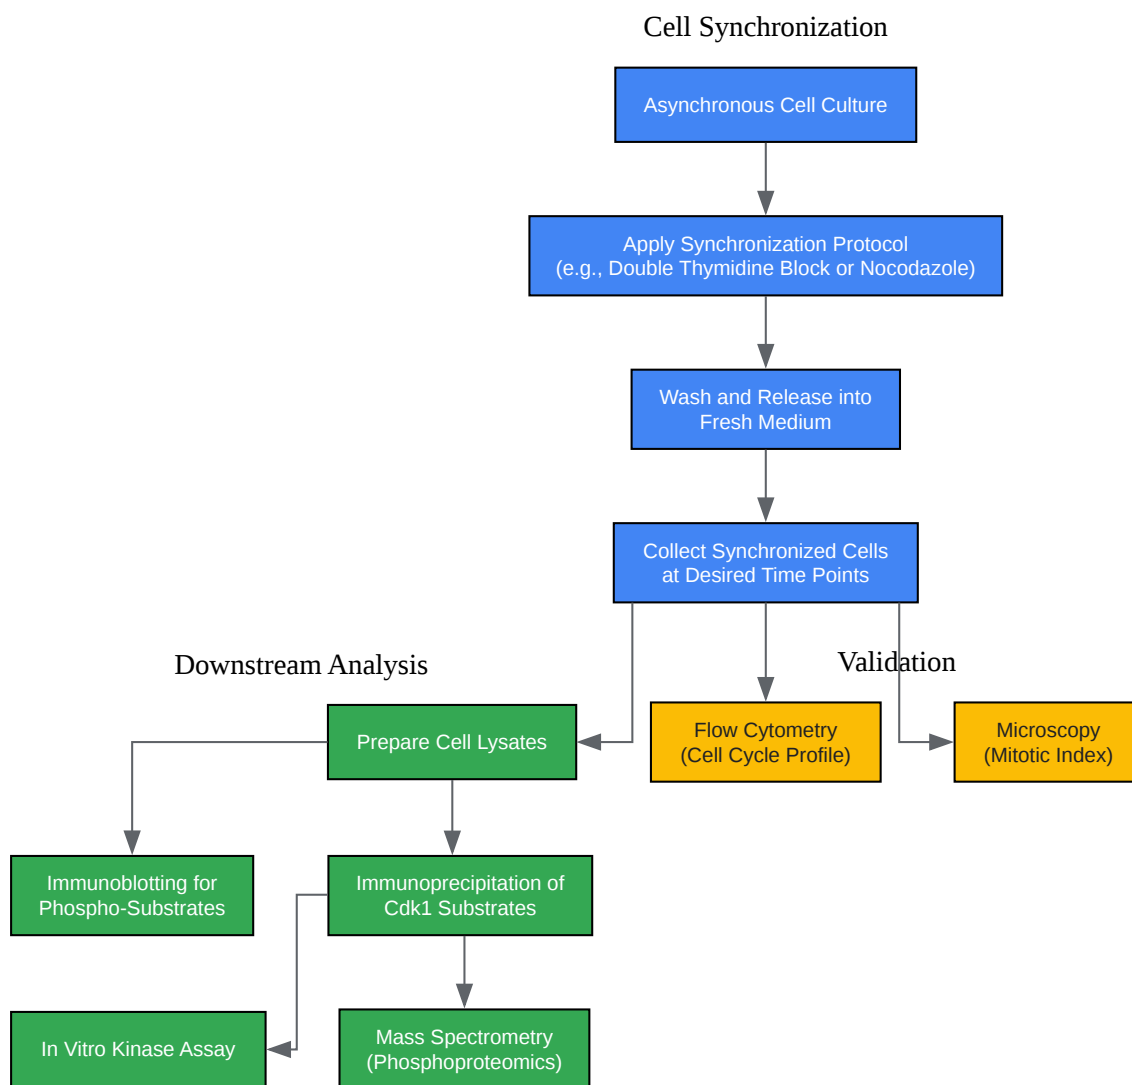 Cell Synchronization
Asynchronous Cell Culture
Apply Synchronization Protocol
(e.g., Double Thymidine Block or Nocodazole)
Wash and Release into
Fresh Medium
Collect Synchronized Cells
at Desired Time Points
Downstream Analysis
Validation
Prepare Cell Lysates
Flow Cytometry
(Cell Cycle Profile)
Microscopy
(Mitotic Index)
Immunoblotting for
Phospho-Substrates
Immunoprecipitation of
Cdk1 Substrates
In Vitro Kinase Assay
Mass Spectrometry
(Phosphoproteomics)